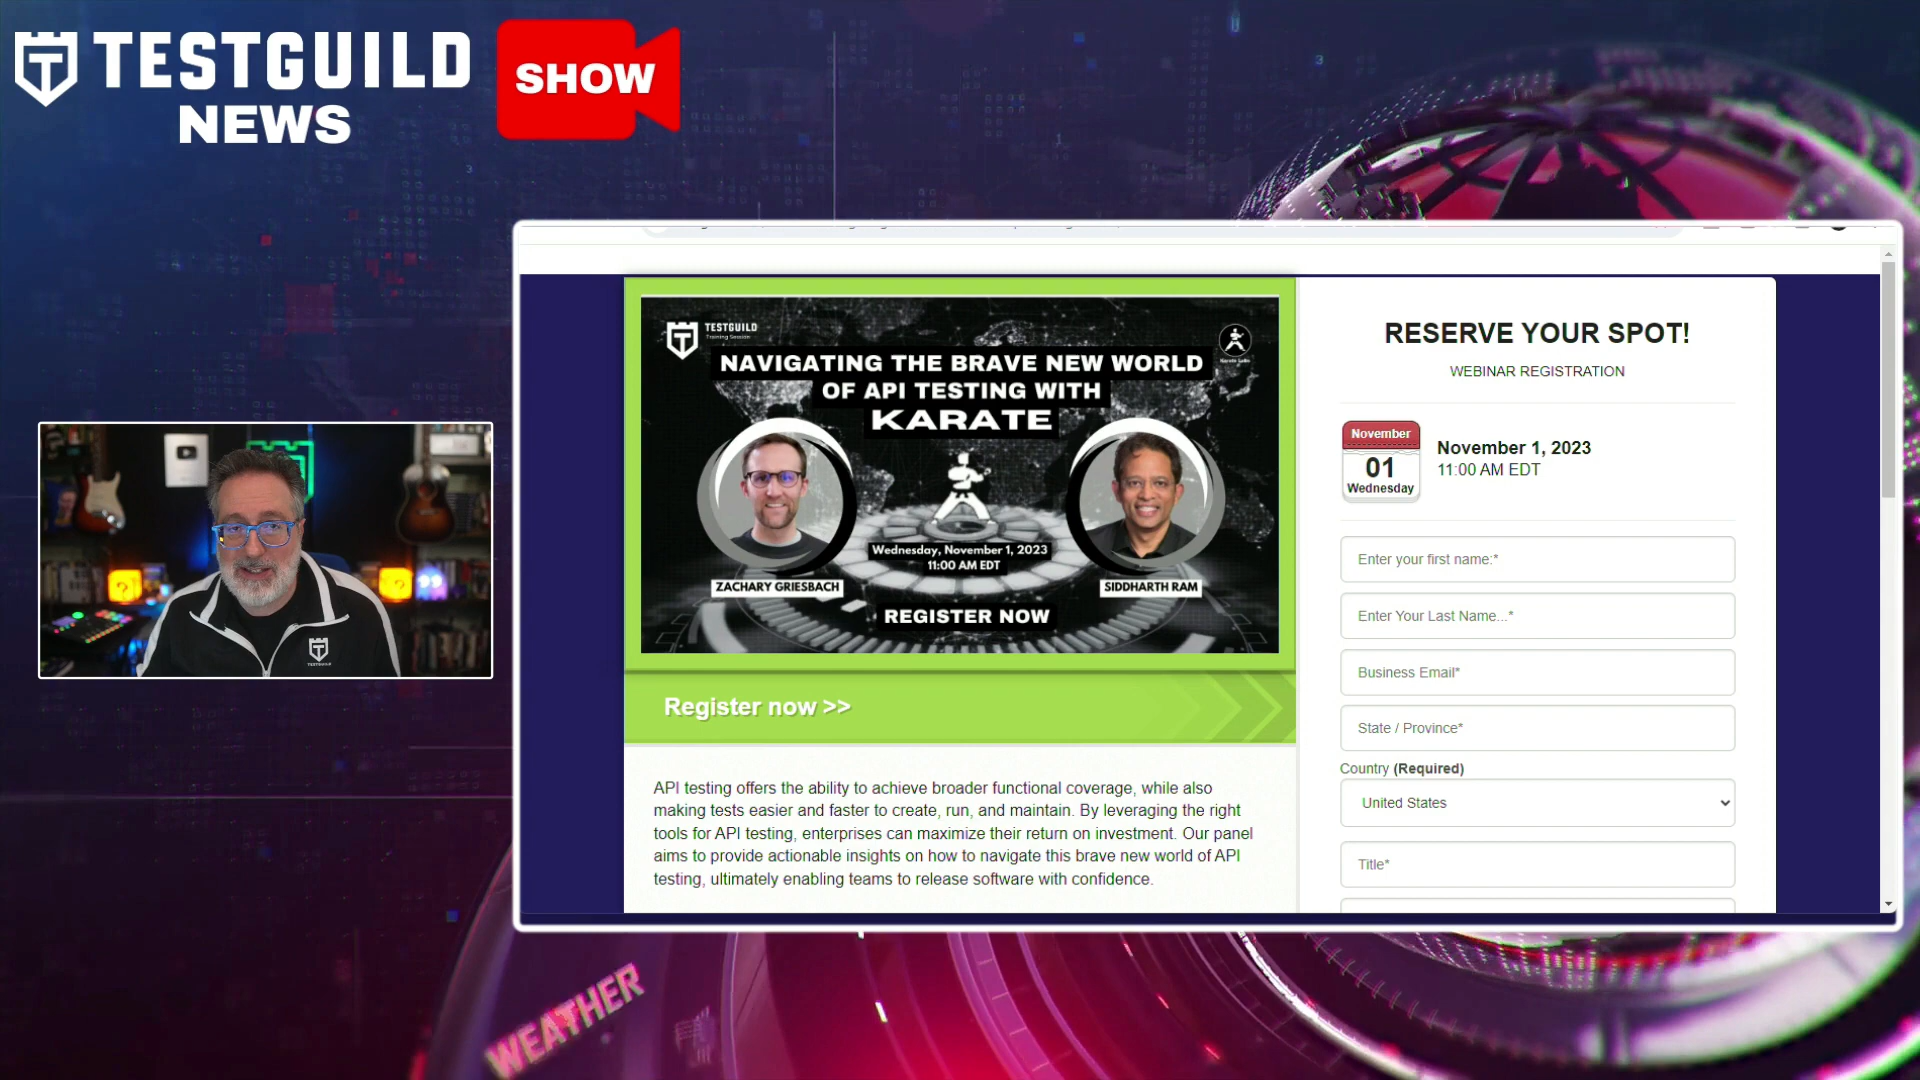 TESTGUILD
NEWS
SHOW
TESTGUILD
TESTGUILD
Training Session
Karate Labs
NAVIGATING THE BRAVE NEW WORLD
OF API TESTING WITH
KARATE
Wednesday, November 1, 2023
11:00 AM EDT
ZACHARY GRIESBACH
SIDDHARTH RAM
REGISTER NOW
Register now >>
API testing offers the ability to achieve broader functional coverage, while also
making tests easier and faster to create, run, and maintain. By leveraging the right
tools for API testing, enterprises can maximize their return on investment. Our panel
aims to provide actionable insights on how to navigate this brave new world of API
testing, ultimately enabling teams to release software with confidence.
RESERVE YOUR SPOT!
WEBINAR REGISTRATION
November
01
Wednesday
November 1, 2023
11:00 AM EDT
Enter your first name:*
Enter Your Last Name...*
Business Email*
State / Province*
Country (Required)
United States
Title*
WEATHER